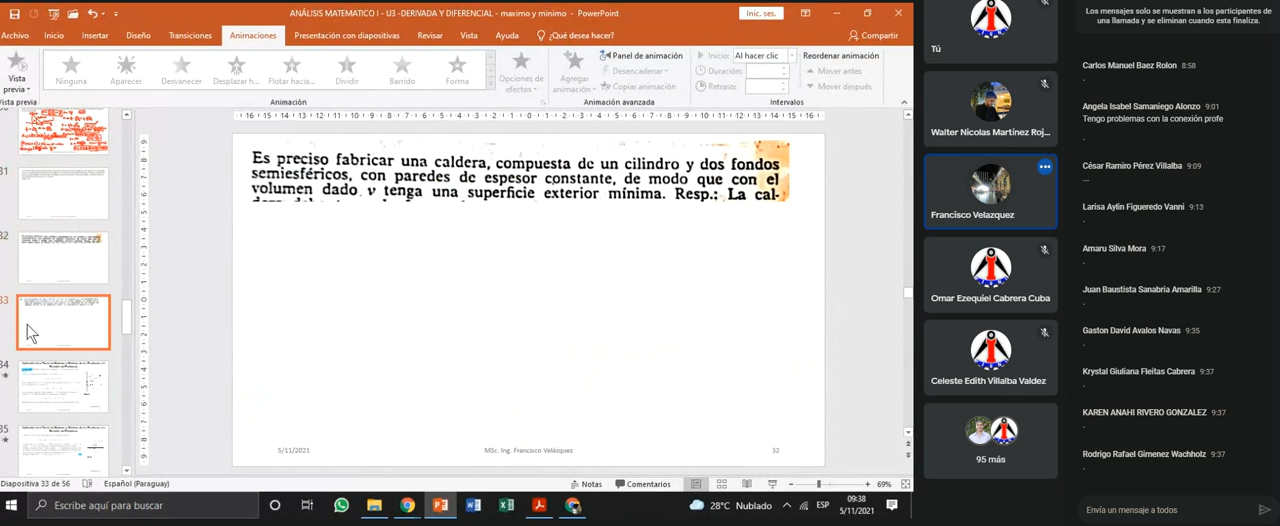 ANÁLISIS MATEMATICO I - U3 -DERIVADA Y DIFERENCIAL - maximo y minimo - PowerPoint
Inic. ses.
Archivo Inicio Insertar Diseño Transiciones Animaciones Presentación con diapositivas Revisar Vista Ayuda ¿Qué desea hacer? Compartir
Vista previa
Vista previa
Ninguna Aparecer Desvanecer Desplazar h... Flotar hacia... Dividir Barrido Forma
Animación
Opciones de efectos
Agregar animación
Panel de animación
Desencadenar
Copiar animación
Animación avanzada
Inicio: Al hacer clic
Duración:
Retraso:
Intervalos
Reordenar animación
Mover antes
Mover después
31
32
33
34
35
Es preciso fabricar una caldera, compuesta de un cilindro y dos fondos
semiesféricos, con paredes de espesor constante, de modo que con el
volumen dado v tenga una superficie exterior mínima. Resp.: La cal-
5/11/2021 MSc. Ing. Francisco Velázquez 32
Diapositiva 33 de 56 Español (Paraguay) Notas Comentarios 69%
Escribe aquí para buscar
28°C Nublado ESP 09:38
5/11/2021
Tú
Walter Nicolas Martínez Roj...
Francisco Velazquez
Omar Ezequiel Cabrera Cuba
Celeste Edith Villalba Valdez
95 más
Los mensajes solo se muestran a los participantes de
una llamada y se eliminan cuando esta finaliza.
Carlos Manuel Baez Rolon 8:58
.
Angela Isabel Samaniego Alonzo 9:01
Tengo problemas con la conexión profe
.
César Ramiro Pérez Villalba 9:09
...
Larisa Aylin Figueredo Vanni 9:13
.
Amaru Silva Mora 9:17
.
Juan Baustista Sanabria Amarilla 9:27
.
Gaston David Avalos Navas 9:35
.
Krystal Giuliana Fleitas Cabrera 9:37
.
KAREN ANAHI RIVERO GONZALEZ 9:37
.
Rodrigo Rafael Gimenez Wachholz 9:37
.
Envía un mensaje a todos